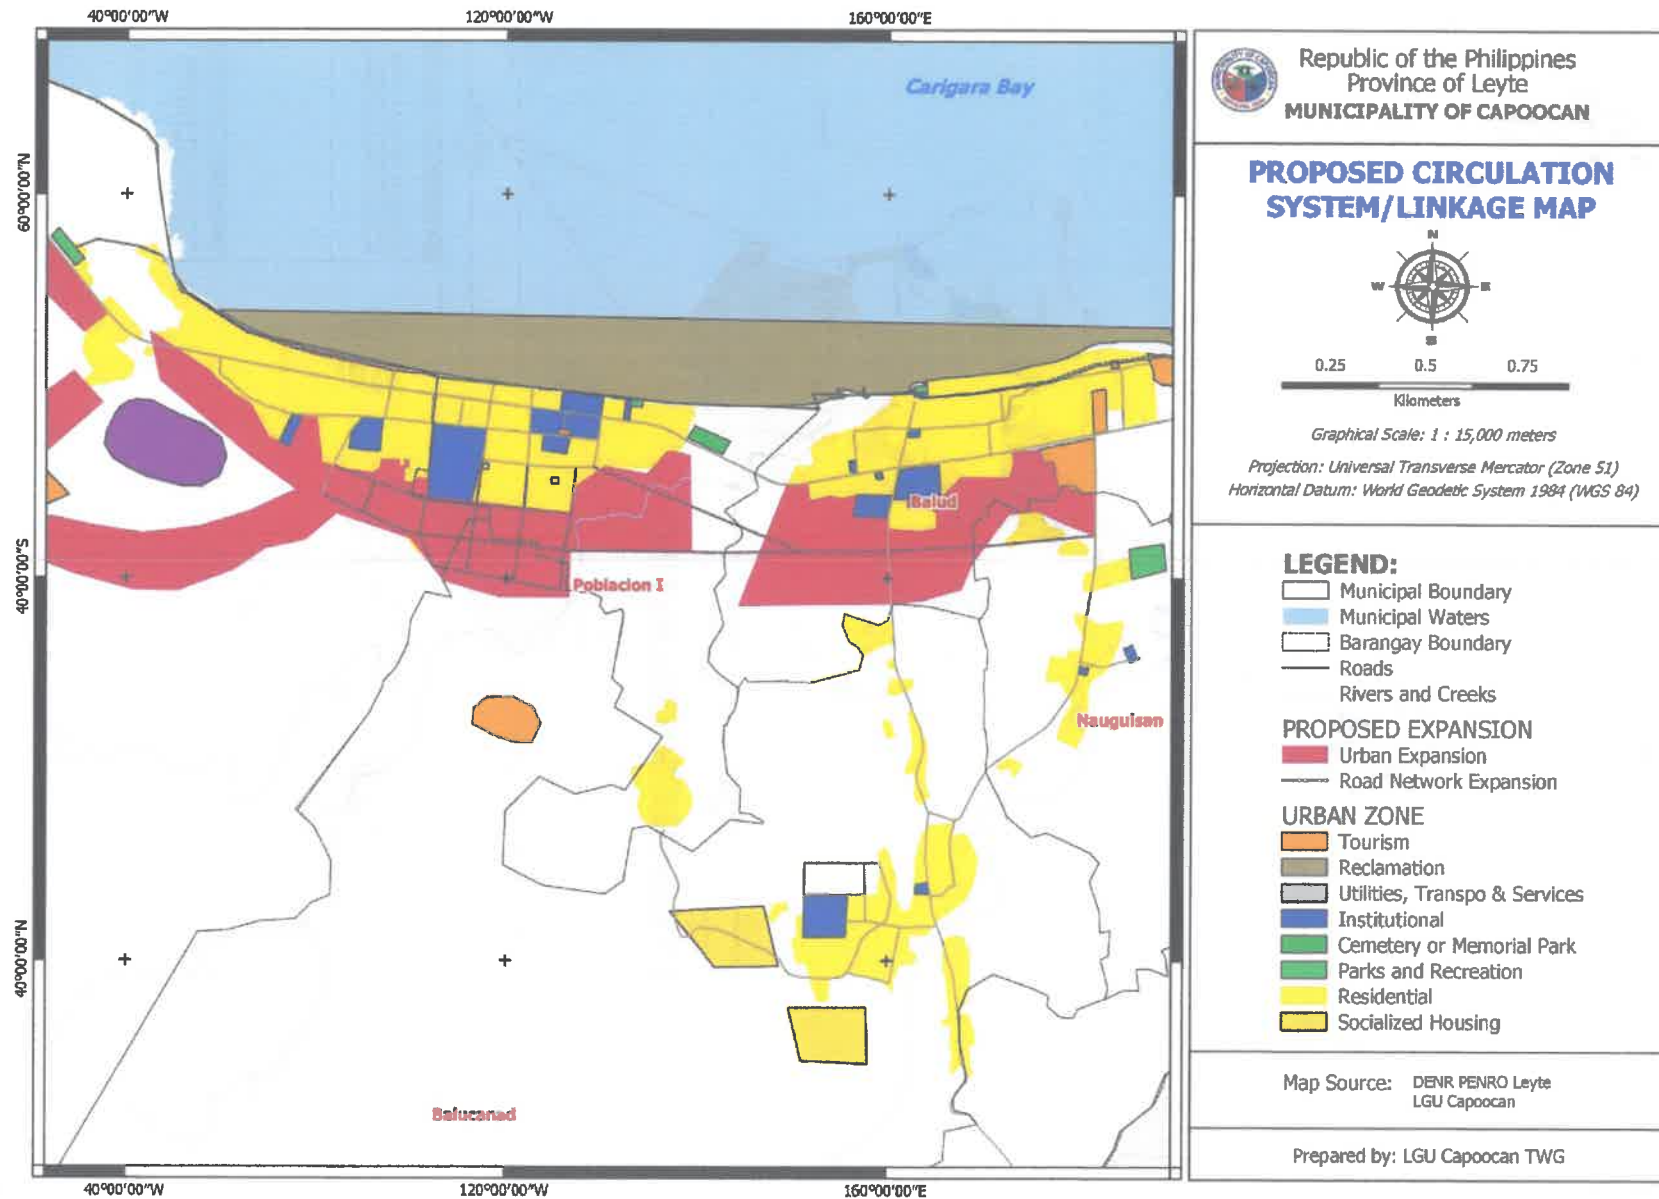 40°00'00"W
120°00'00"W
160°00'00"E
60°00'00"N
40°00'00"S
40°00'00"N
40°00'00"W
120°00'00"W
160°00'00"E
Carigara Bay
Balud
Poblacion I
Nauguisan
Balucanad
Republic of the Philippines
Province of Leyte
MUNICIPALITY OF CAPOOCAN
PROPOSED CIRCULATION
SYSTEM/LINKAGE MAP
N
W
E
S
0.25 0.5 0.75
Kilometers
Graphical Scale: 1 : 15,000 meters
Projection: Universal Transverse Mercator (Zone 51)
Horizontal Datum: World Geodetic System 1984 (WGS 84)
LEGEND:
Municipal Boundary
Municipal Waters
Barangay Boundary
Roads
Rivers and Creeks
PROPOSED EXPANSION
Urban Expansion
Road Network Expansion
URBAN ZONE
Tourism
Reclamation
Utilities, Transpo & Services
Institutional
Cemetery or Memorial Park
Parks and Recreation
Residential
Socialized Housing
Map Source: DENR PENRO Leyte
LGU Capoocan
Prepared by: LGU Capoocan TWG